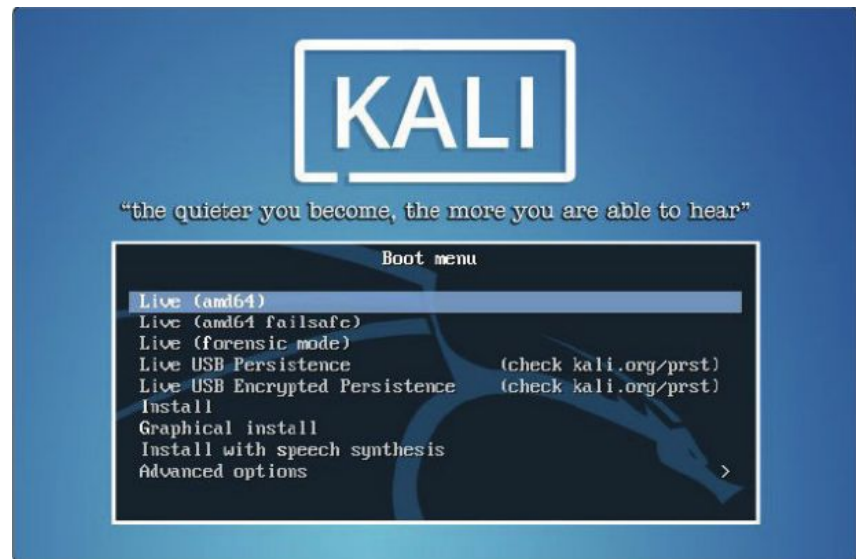 KALI
“the quieter you become, the more you are able to hear”
Boot menu
Live (amd64)
Live (amd64 failsafe)
Live (forensic mode)
Live USB Persistence (check kali.org/prst)
Live USB Encrypted Persistence (check kali.org/prst)
Install
Graphical install
Install with speech synthesis
Advanced options >